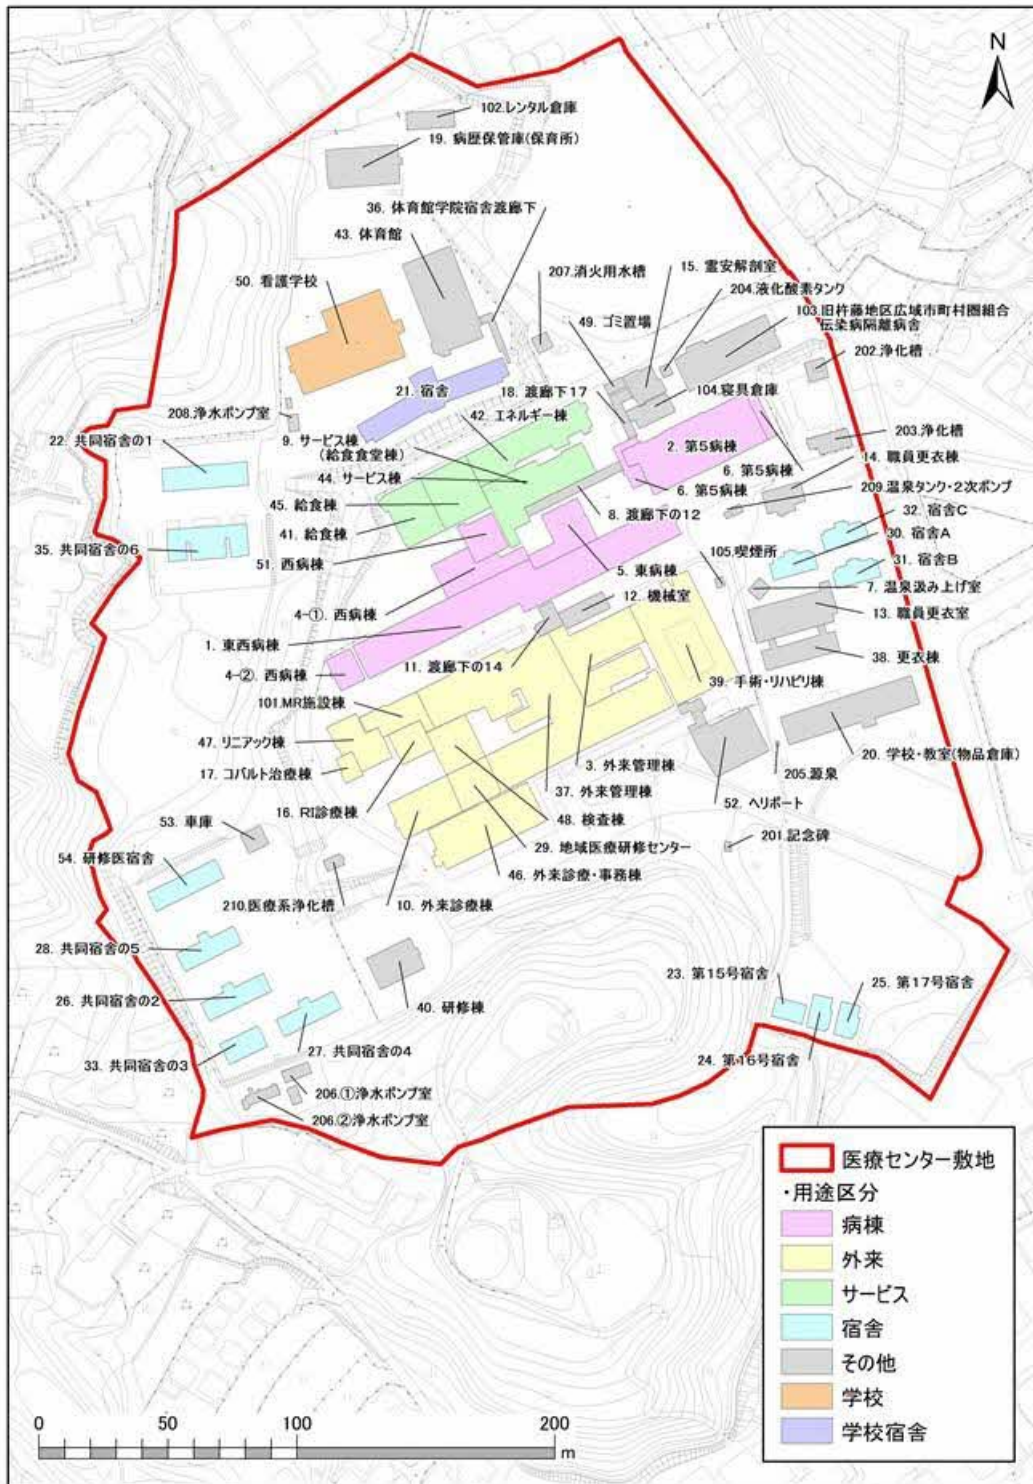 N
102.レンタル倉庫
19. 病歴保管庫(保育所)
36. 体育館学院宿舎渡廊下
43. 体育館
207.消火用水槽
15. 霊安解剖室
204.液化酸素タンク
50. 看護学校
49. ゴミ置場
103.旧杵藤地区広域市町村圏組合
伝染病隔離病舎
202.浄化槽
21. 宿舎
18. 渡廊下17
104.寝具倉庫
42. エネルギー棟
208.浄水ポンプ室
22. 共同宿舎の1
9. サービス棟
(給食食堂棟)
2. 第5病棟
203.浄化槽
44. サービス棟
6. 第5病棟
14. 職員更衣棟
6. 第5病棟
209.温泉タンク・2次ポンプ
45. 給食棟
8. 渡廊下の12
32. 宿舎C
41. 給食棟
30. 宿舎A
35. 共同宿舎の6
105.喫煙所
31. 宿舎B
51. 西病棟
5. 東病棟
7. 温泉汲み上げ室
4-①. 西病棟
12. 機械室
13. 職員更衣室
1. 東西病棟
38. 更衣棟
11. 渡廊下の14
4-②. 西病棟
39. 手術・リハビリ棟
101.MR施設棟
47. リニアック棟
20. 学校・教室(物品倉庫)
3. 外来管理棟
17. コバルト治療棟
205.源泉
37. 外来管理棟
52. ヘリポート
16. RI診療棟
48. 検査棟
53. 車庫
29. 地域医療研修センター
201.記念碑
54. 研修医宿舎
46. 外来診療・事務棟
210.医療系浄化槽
10. 外来診療棟
28. 共同宿舎の5
23. 第15号宿舎
25. 第17号宿舎
26. 共同宿舎の2
40. 研修棟
27. 共同宿舎の4
24. 第16号宿舎
33. 共同宿舎の3
206.①浄水ポンプ室
206.②浄水ポンプ室
医療センター敷地
・用途区分
病棟
外来
サービス
宿舎
その他
学校
学校宿舎
0 50 100 200
m